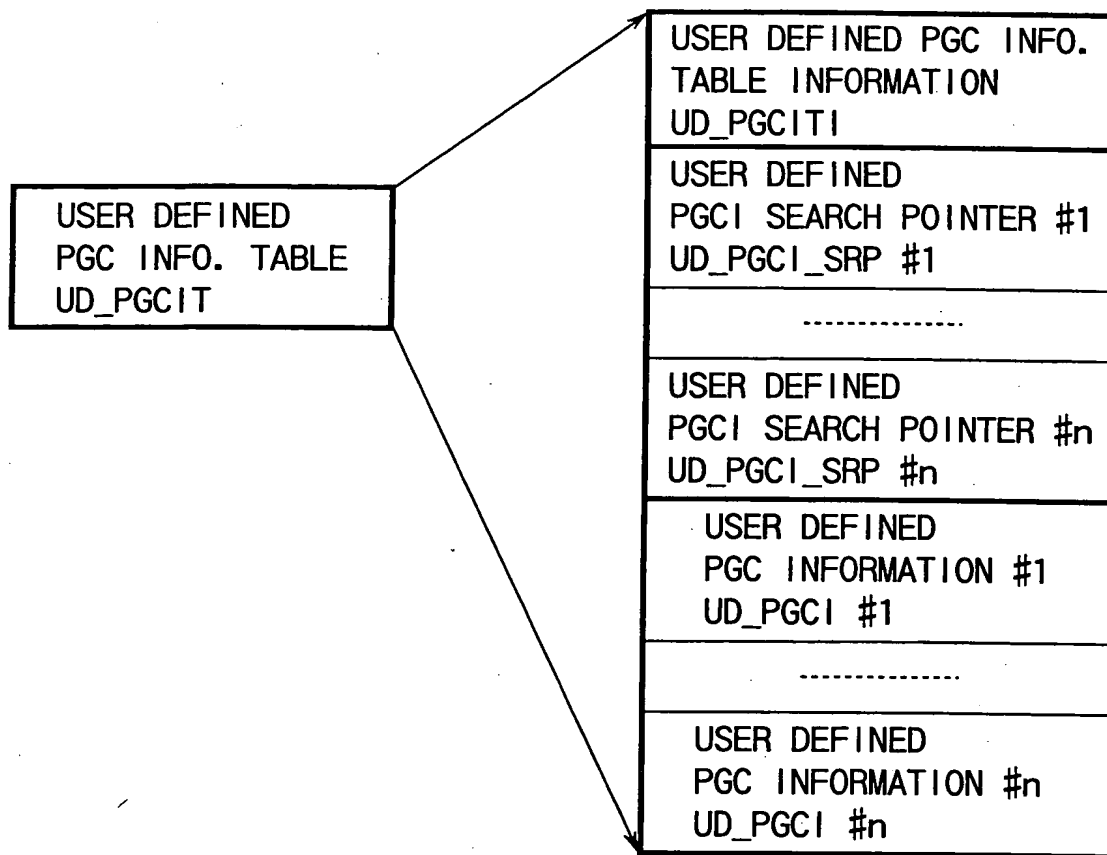 USER DEFINED
PGC INFO. TABLE
UD_PGCIT
USER DEFINED PGC INFO.
TABLE INFORMATION
UD_PGCITI
USER DEFINED
PGCI SEARCH POINTER #1
UD_PGCI_SRP #1
USER DEFINED
PGCI SEARCH POINTER #n
UD_PGCI_SRP #n
USER DEFINED
PGC INFORMATION #1
UD_PGCI #1
USER DEFINED
PGC INFORMATION #n
UD_PGCI #n